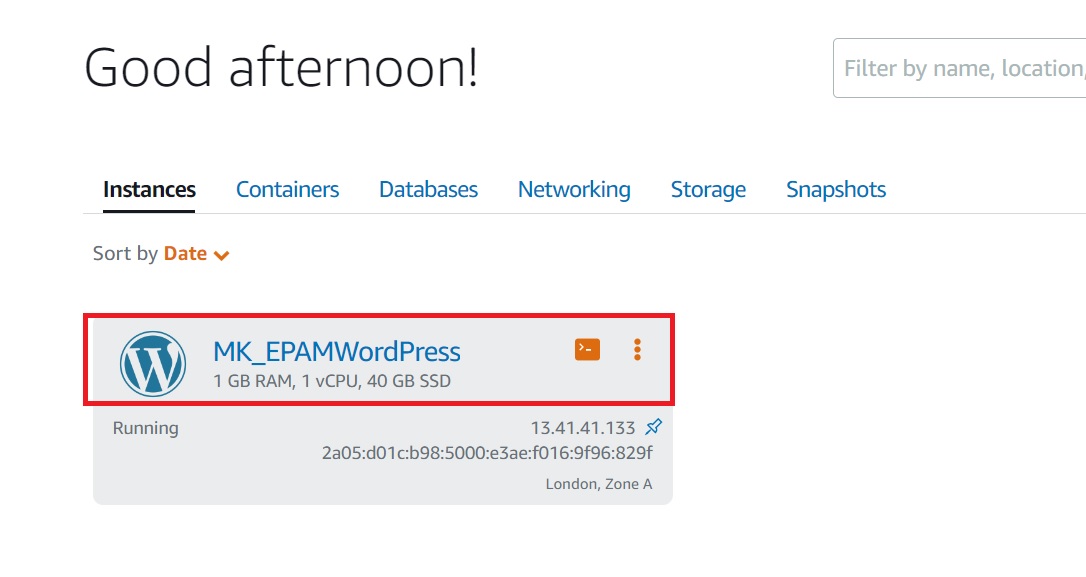 Good afternoon!
Filter by name, location,
Instances Containers Databases Networking Storage Snapshots
Sort by Date
MK_EPAMWordPress
1 GB RAM, 1 vCPU, 40 GB SSD
Running 13.41.41.133
2a05:d01c:b98:5000:e3ae:f016:9f96:829f
London, Zone A